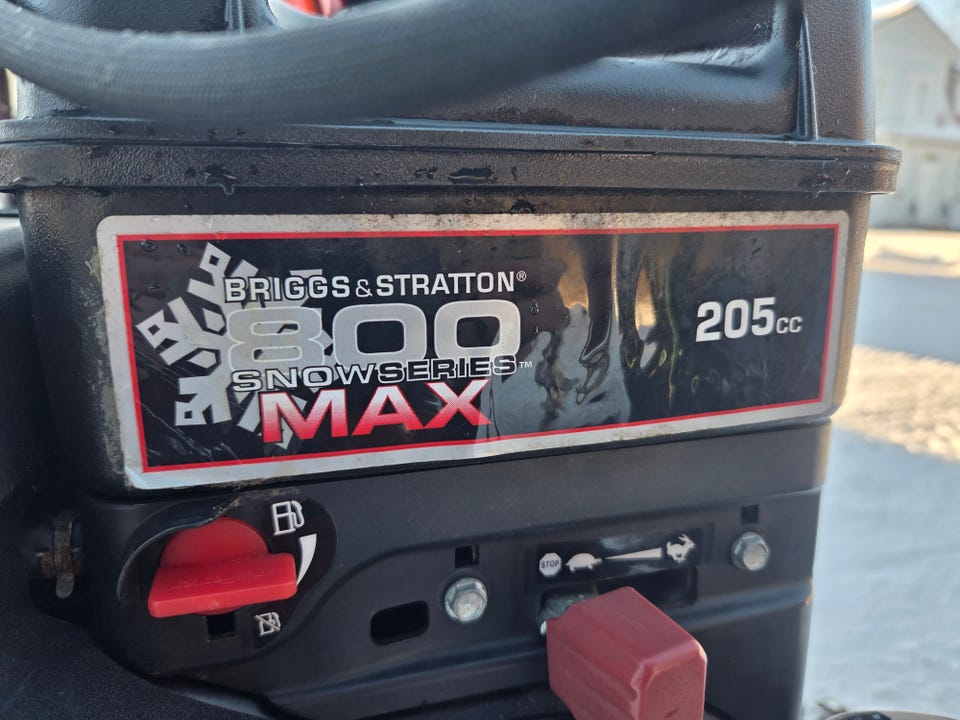 BRIGGS & STRATTON®
800
SNOWSERIES™
MAX
205cc
STOP